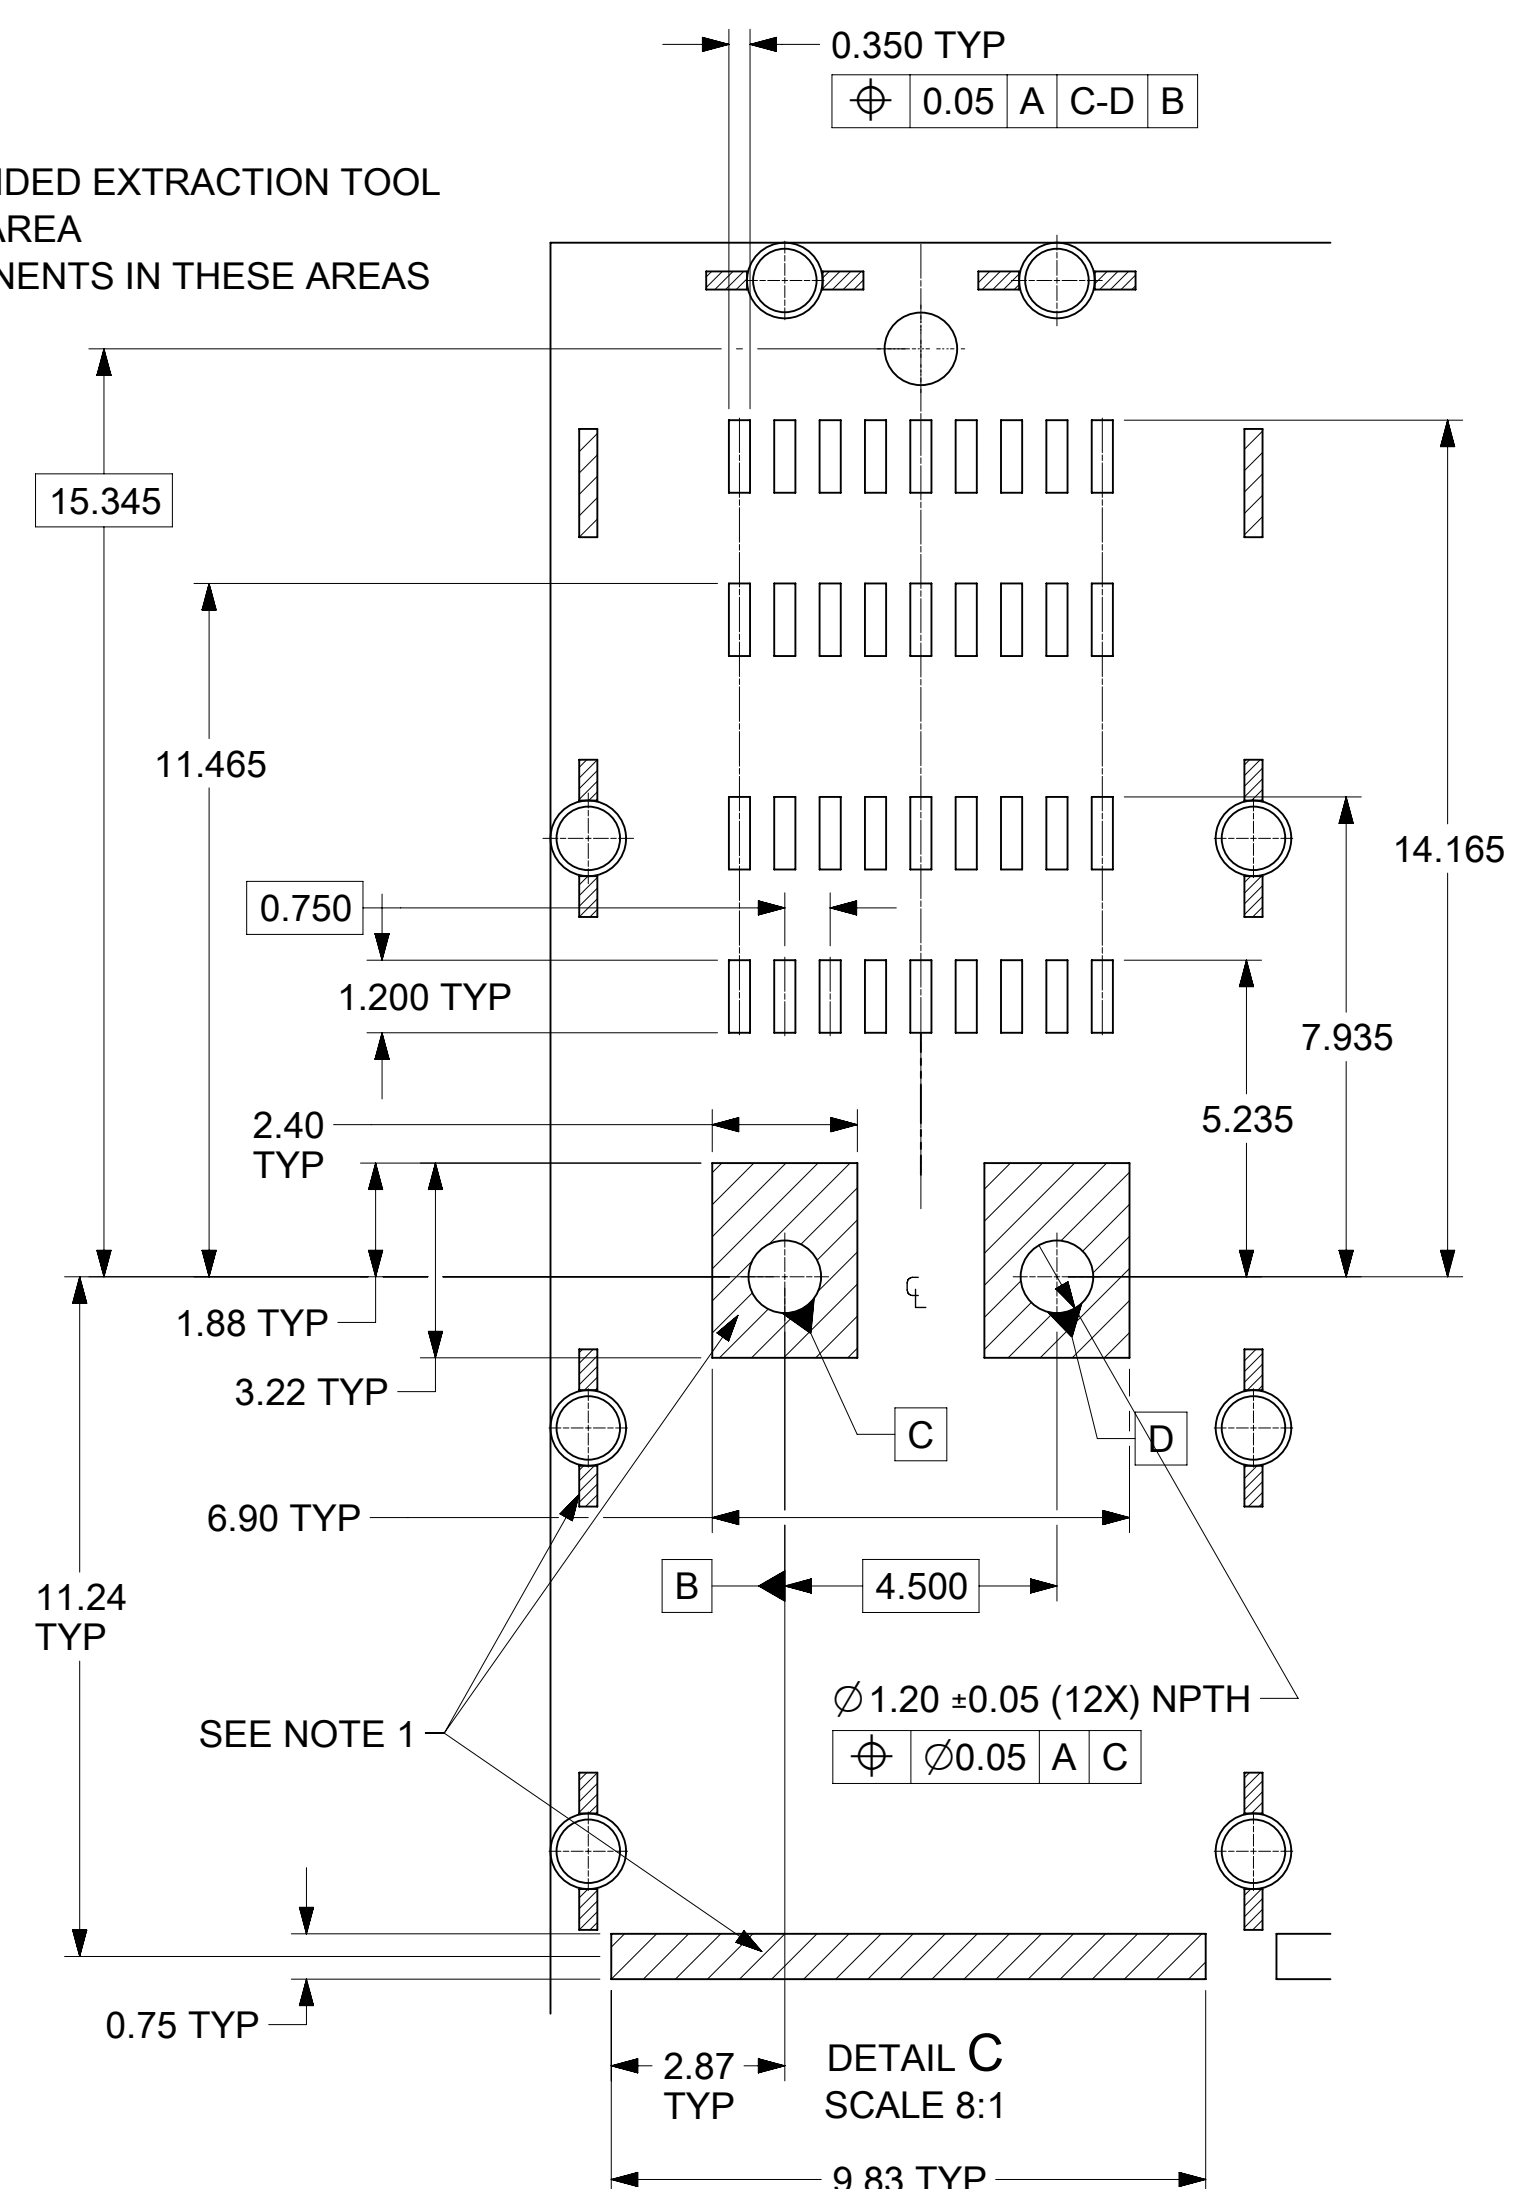 0.350 TYP
⌖ 0.05 A C-D B
EXTRACTION TOOL
AREA
IN THESE AREAS
15.345
11.465
14.165
0.750
1.200 TYP
7.935
2.40
TYP
5.235
1.88 TYP
3.22 TYP
C
D
6.90 TYP
11.24
TYP
B
4.500
∅1.20 ±0.05 (12X) NPTH
SEE NOTE 1
⌖ ∅0.05 A C
0.75 TYP
2.87
TYP
DETAIL C
SCALE 8:1
9.83 TYP